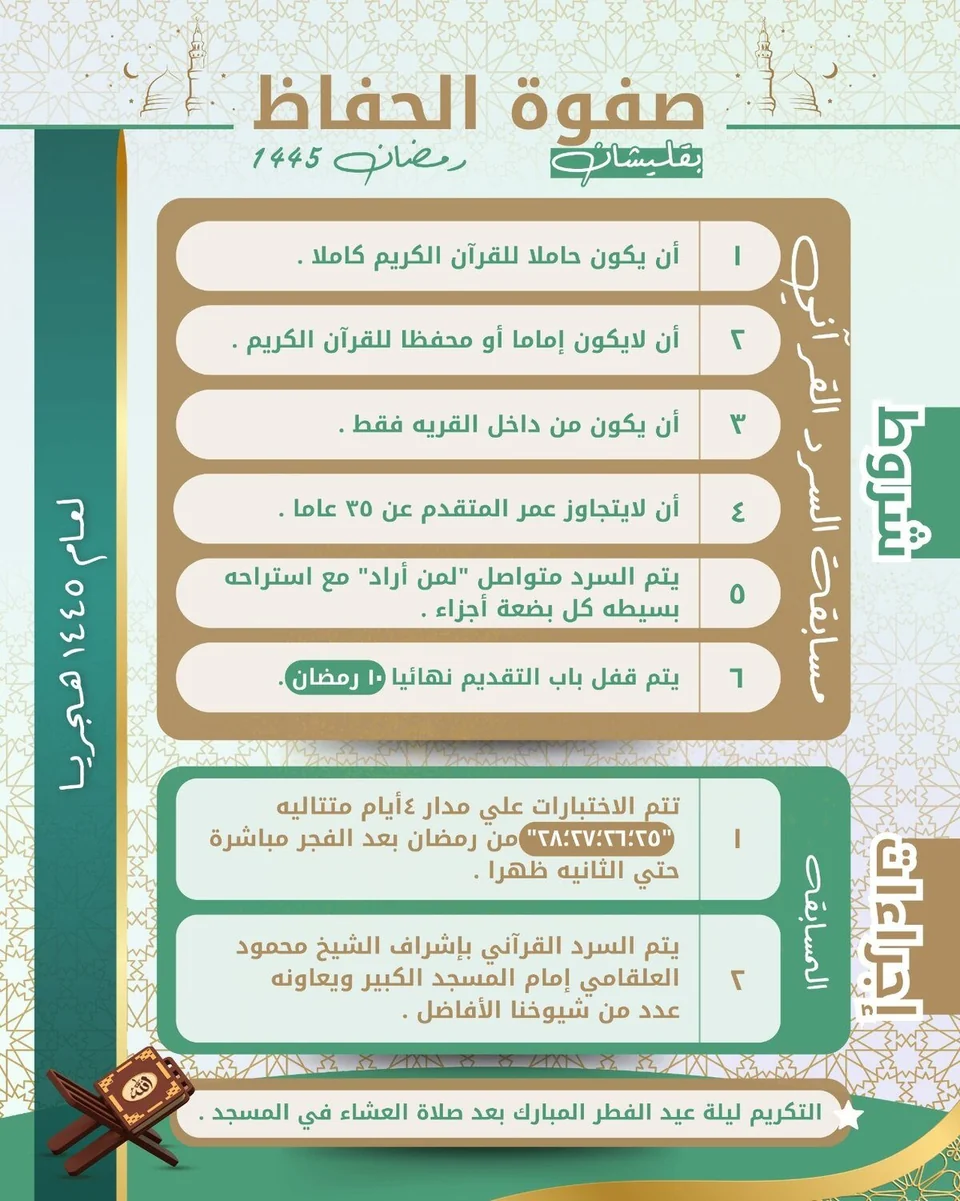 صفوة الحفاظ
بقليشان
رمضان 1445
شروط
مسابقة السرد القرآني
١
أن يكون حاملا للقرآن الكريم كاملا .
٢
أن لايكون إماما أو محفظا للقرآن الكريم .
٣
أن يكون من داخل القريه فقط .
٤
أن لايتجاوز عمر المتقدم عن ٣٥ عاما .
٥
يتم السرد متواصل "لمن أراد" مع استراحه
بسيطه كل بضعة أجزاء .
٦
يتم قفل باب التقديم نهائيا ١٠ رمضان .
إجراءات
المسابقه
١
تتم الاختبارات علي مدار ٤أيام متتاليه
"٢٥؛٢٦؛٢٧؛٢٨" من رمضان بعد الفجر مباشرة
حتي الثانيه ظهرا .
٢
يتم السرد القرآني بإشراف الشيخ محمود
العلقامي إمام المسجد الكبير ويعاونه
عدد من شيوخنا الأفاضل .
التكريم ليلة عيد الفطر المبارك بعد صلاة العشاء في المسجد .
لعام ١٤٤٥ هجريا
الله